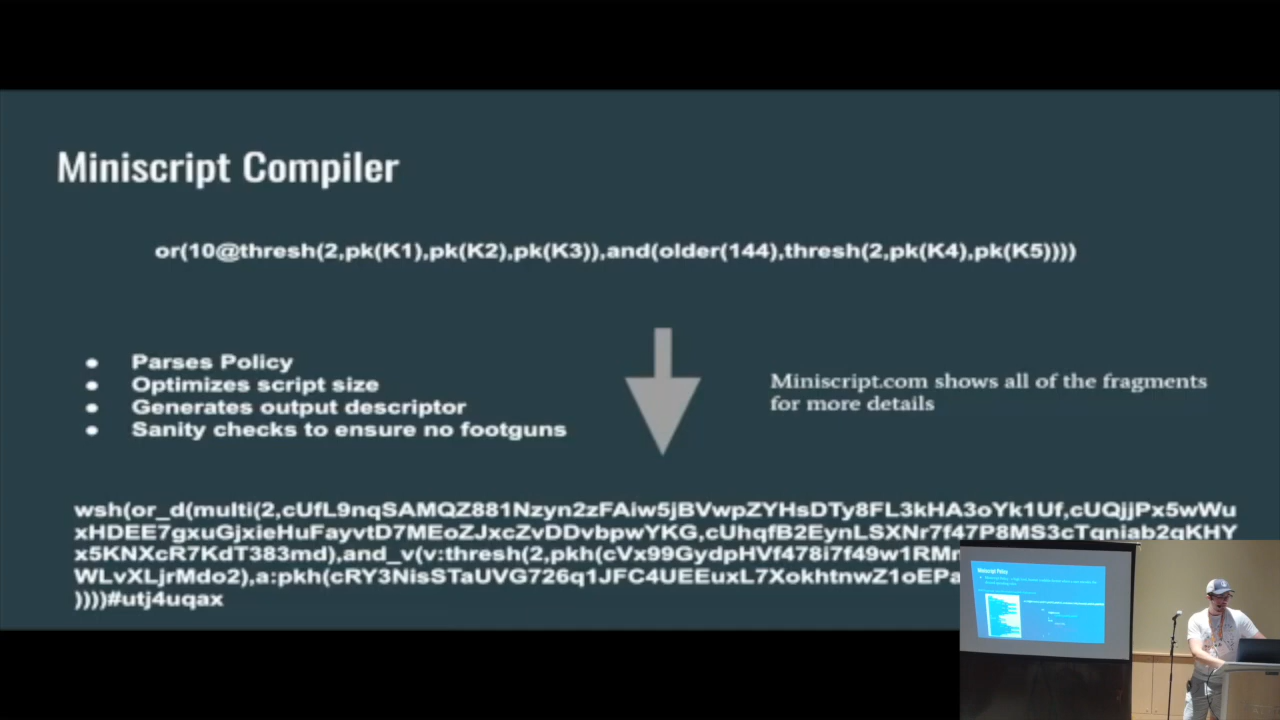 Miniscript Compiler
or(10@thresh(2,pk(K1),pk(K2),pk(K3)),and(older(144),thresh(2,pk(K4),pk(K5))))
● Parses Policy
● Optimizes script size
● Generates output descriptor
● Sanity checks to ensure no footguns
Miniscript.com shows all of the fragments
for more details
wsh(or_d(multi(2,cUfL9nqSAMQZ881Nzyn2zFAiw5jBVwpZYHsDTy8FL3kHA3oYk1Uf,cUQjjPx5wWu
xHDEE7gxuGjxieHuFayvtD7MEoZJxcZvDDvbpwYKG,cUhqfB2EynLSXNr7f47P8MS3cTqniab2qKHY
x5KNXcR7KdT383md),and_v(v:thresh(2,pkh(cVx99GydpHVf478i7f49w1RM
WLvXLjrMdo2),a:pkh(cRY3NisSTaUVG726q1JFC4UEEuxL7XokhtnwZ1oEPa
))))#utj4uqax
Miniscript Policy